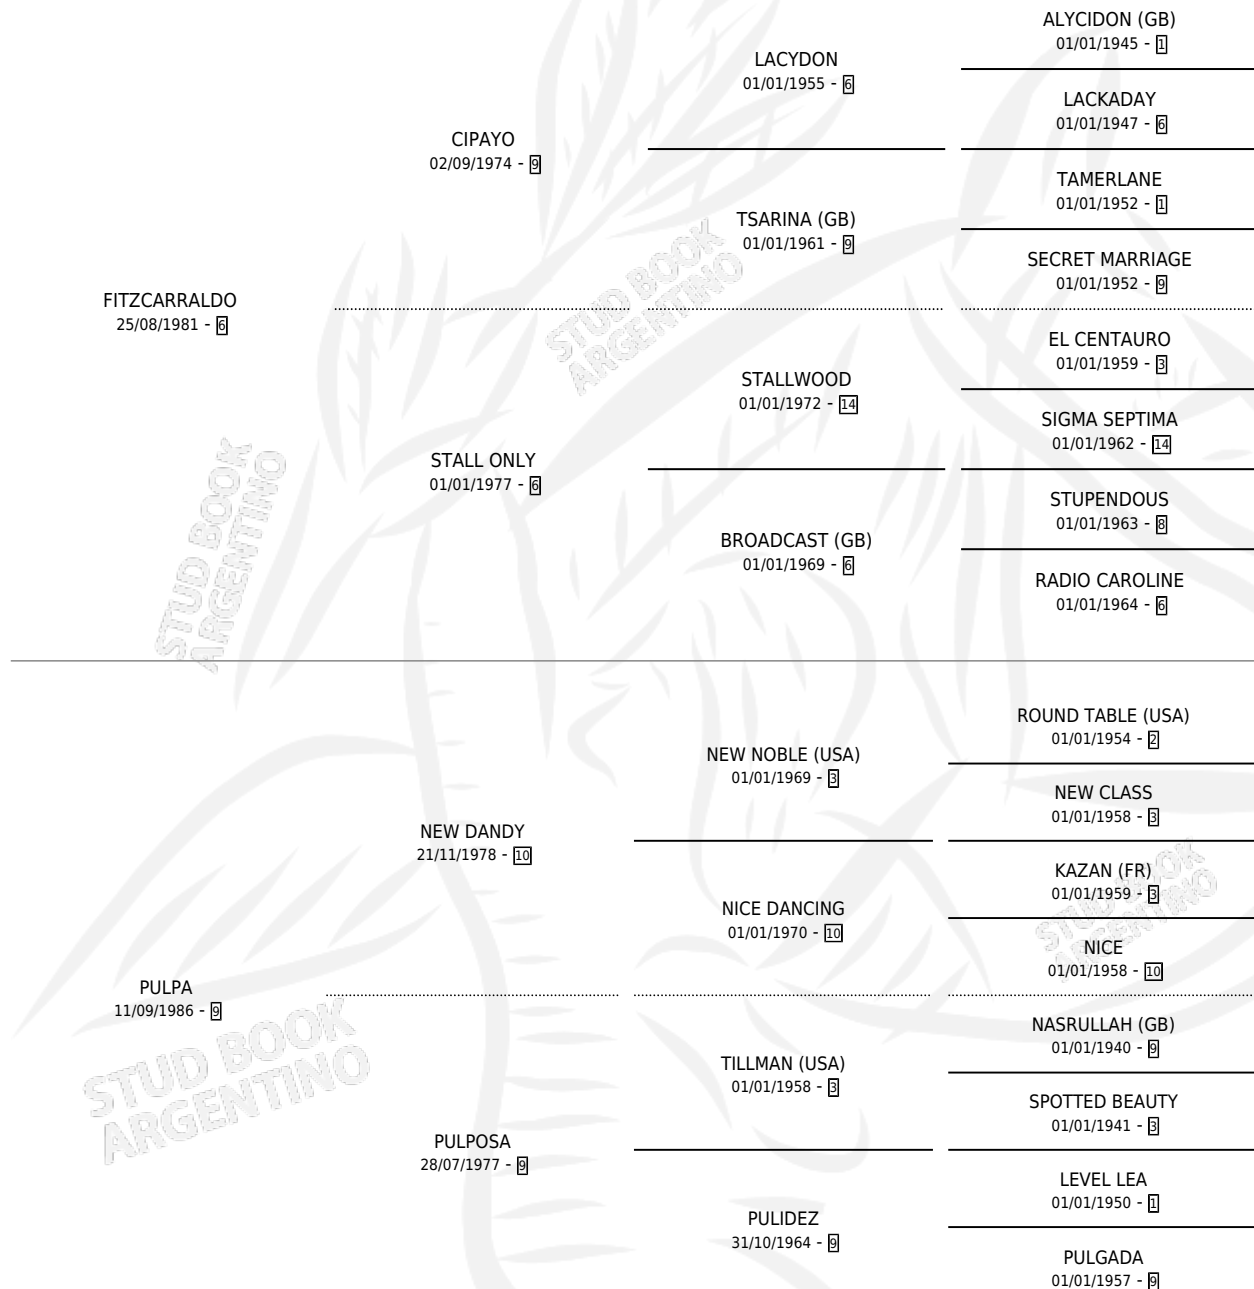 ALYCIDON (GB)
01/01/1945 - 1
LACYDON
01/01/1955 - 6
LACKADAY
01/01/1947 - 6
CIPAYO
02/09/1974 - 9
TAMERLANE
01/01/1952 - 1
TSARINA (GB)
01/01/1961 - 9
SECRET MARRIAGE
01/01/1952 - 9
FITZCARRALDO
25/08/1981 - 6
STUD BOOK
ARGENTINO
EL CENTAURO
01/01/1959 - 3
STALLWOOD
01/01/1972 - 14
SIGMA SEPTIMA
01/01/1962 - 14
STALL ONLY
01/01/1977 - 6
STUPENDOUS
01/01/1963 - 8
BROADCAST (GB)
01/01/1969 - 6
RADIO CAROLINE
01/01/1964 - 6
STUD BOOK
ARGENTINO
ROUND TABLE (USA)
01/01/1954 - 2
NEW NOBLE (USA)
01/01/1969 - 3
NEW CLASS
01/01/1958 - 3
NEW DANDY
21/11/1978 - 10
KAZAN (FR)
01/01/1959 - 3
NICE DANCING
01/01/1970 - 10
NICE
01/01/1958 - 10
STUD BOOK
ARGENTINO
PULPA
11/09/1986 - 9
STUD BOOK
ARGENTINO
NASRULLAH (GB)
01/01/1940 - 9
TILLMAN (USA)
01/01/1958 - 3
SPOTTED BEAUTY
01/01/1941 - 3
PULPOSA
28/07/1977 - 9
LEVEL LEA
01/01/1950 - 1
PULIDEZ
31/10/1964 - 9
PULGADA
01/01/1957 - 9